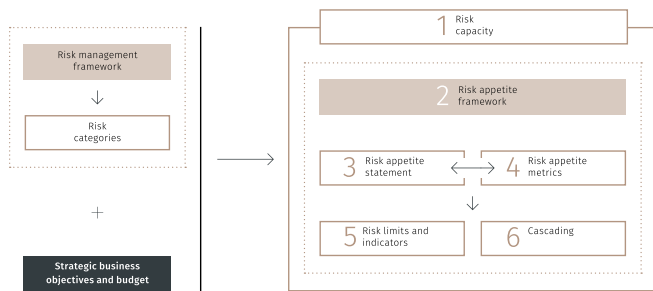 Risk management
framework
Risk
categories
+
Strategic business
objectives and budget
1 Risk
capacity
2 Risk appetite
framework
3 Risk appetite
statement
4 Risk appetite
metrics
5 Risk limits and
indicators
6 Cascading